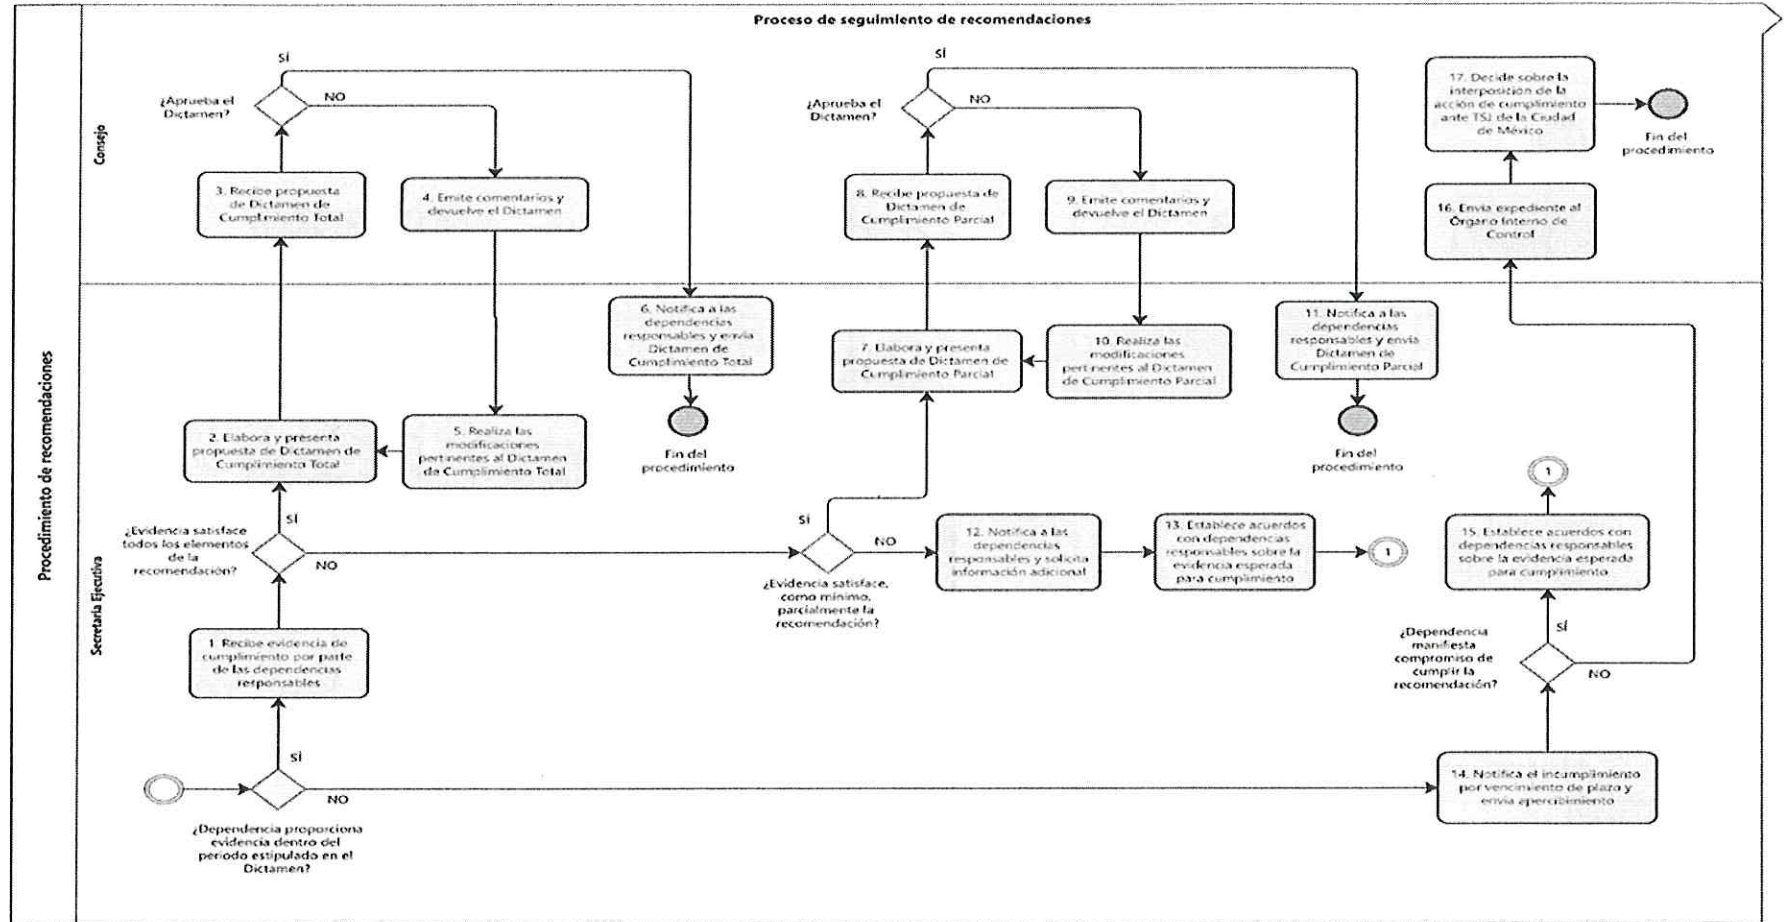 Proceso de seguimiento de recomendaciones
Procedimiento de recomendaciones
Consejo
SÍ
¿Aprueba el
Dictamen?
NO
3. Recibe propuesta
de Dictamen de
Cumplimiento Total
4. Emite comentarios y
devuelve el Dictamen
SÍ
¿Aprueba el
Dictamen?
NO
8. Recibe propuesta de
Dictamen de
Cumplimiento Parcial
9. Emite comentarios y
devuelve el Dictamen
17. Decide sobre la
interposición de la
acción de cumplimiento
ante TSJ de la Ciudad
de México
Fin del
procedimiento
16. Envía expediente al
Órgano Interno de
Control
Secretaría Ejecutiva
6. Notifica a las
dependencias
responsables y envía
Dictamen de
Cumplimiento Total
Fin del
procedimiento
2. Elabora y presenta
propuesta de Dictamen de
Cumplimiento Total
5. Realiza las
modificaciones
pertinentes al Dictamen
de Cumplimiento Total
7. Elabora y presenta
propuesta de Dictamen de
Cumplimiento Parcial
10. Realiza las
modificaciones
pertinentes al Dictamen
de Cumplimiento Parcial
11. Notifica a las
dependencias
responsables y envía
Dictamen de
Cumplimiento Parcial
Fin del
procedimiento
¿Evidencia satisface
todos los elementos
de la
recomendación?
SÍ
NO
SÍ
NO
¿Evidencia satisface,
como mínimo,
parcialmente la
recomendación?
12. Notifica a las
dependencias
responsables y solicita
información adicional
13. Establece acuerdos
con dependencias
responsables sobre la
evidencia esperada
para cumplimiento
1
1
15. Establece acuerdos con
dependencias responsables
sobre la evidencia esperada
para cumplimiento
1. Recibe evidencia de
cumplimiento por parte
de las dependencias
responsables
¿Dependencia
manifiesta
compromiso de
cumplir la
recomendación?
SÍ
NO
SÍ
NO
¿Dependencia proporciona
evidencia dentro del
periodo estipulado en el
Dictamen?
14. Notifica el incumplimiento
por vencimiento de plazo y
envía apercibimiento